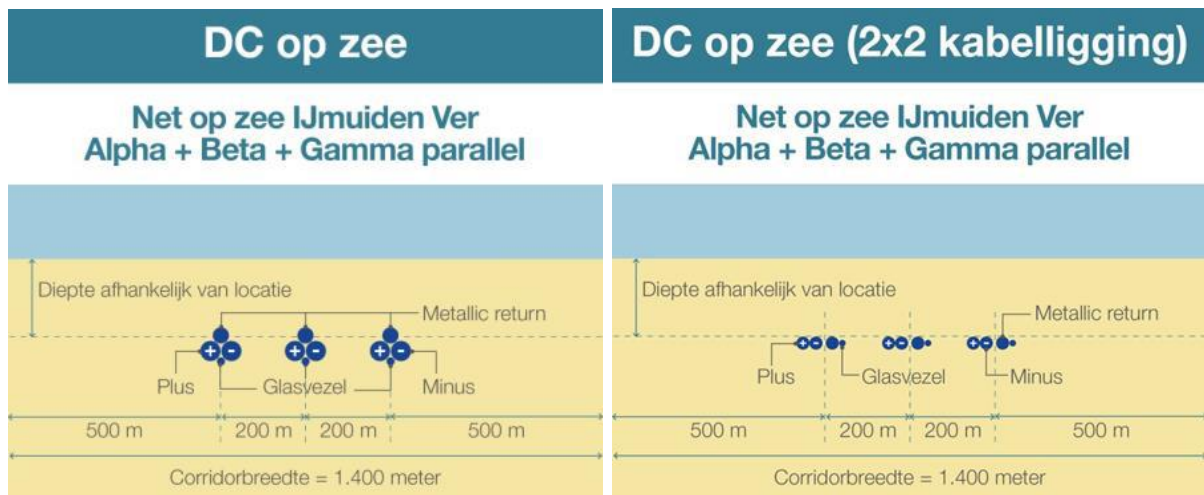 DC op zee
Net op zee IJmuiden Ver
Alpha + Beta + Gamma parallel
Diepte afhankelijk van locatie
Metallic return
+ -
+ -
+ -
Plus
Glasvezel
Minus
500 m
200 m
200 m
500 m
Corridorbreedte = 1.400 meter
DC op zee (2x2 kabelligging)
Net op zee IJmuiden Ver
Alpha + Beta + Gamma parallel
Diepte afhankelijk van locatie
Metallic return
+ -
+ -
+ -
Plus
Glasvezel
Minus
500 m
200 m
200 m
500 m
Corridorbreedte = 1.400 meter